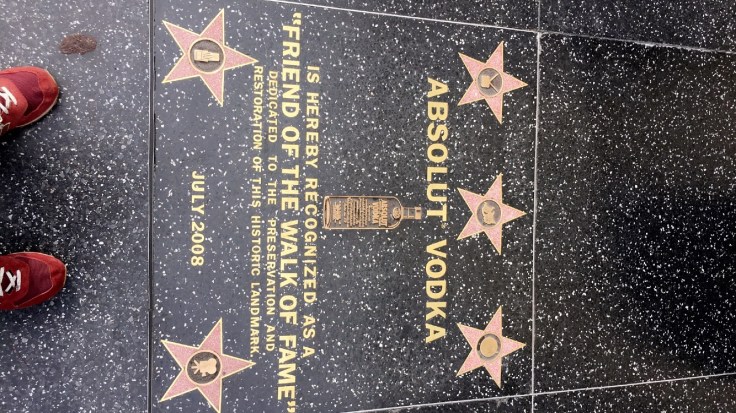 ABSOLUT VODKA
IS HEREBY RECOGNIZED AS A
"FRIEND OF THE WALK OF FAME"
DEDICATED TO THE PRESERVATION AND
RESTORATION OF THIS HISTORIC LANDMARK
JULY 2008